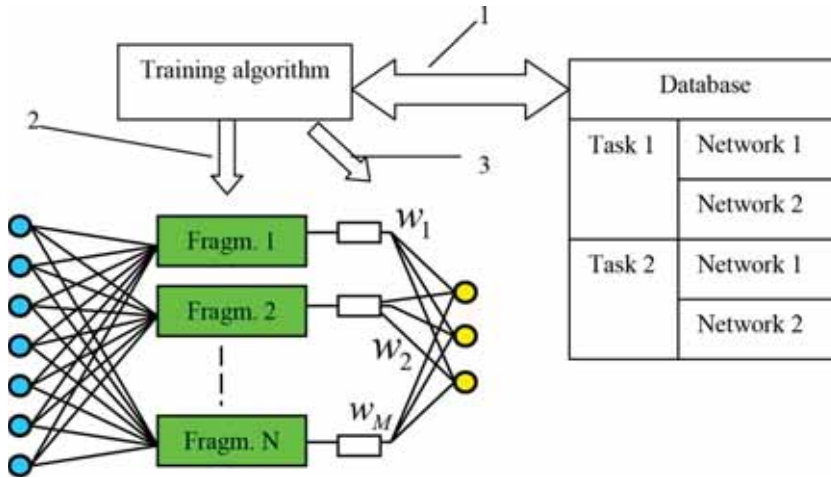 1
Training algorithm
Database
2
3
Task 1
Network 1
Network 2
Task 2
Network 1
Network 2
Fragm. 1
w1
Fragm. 2
w2
Fragm. N
wM